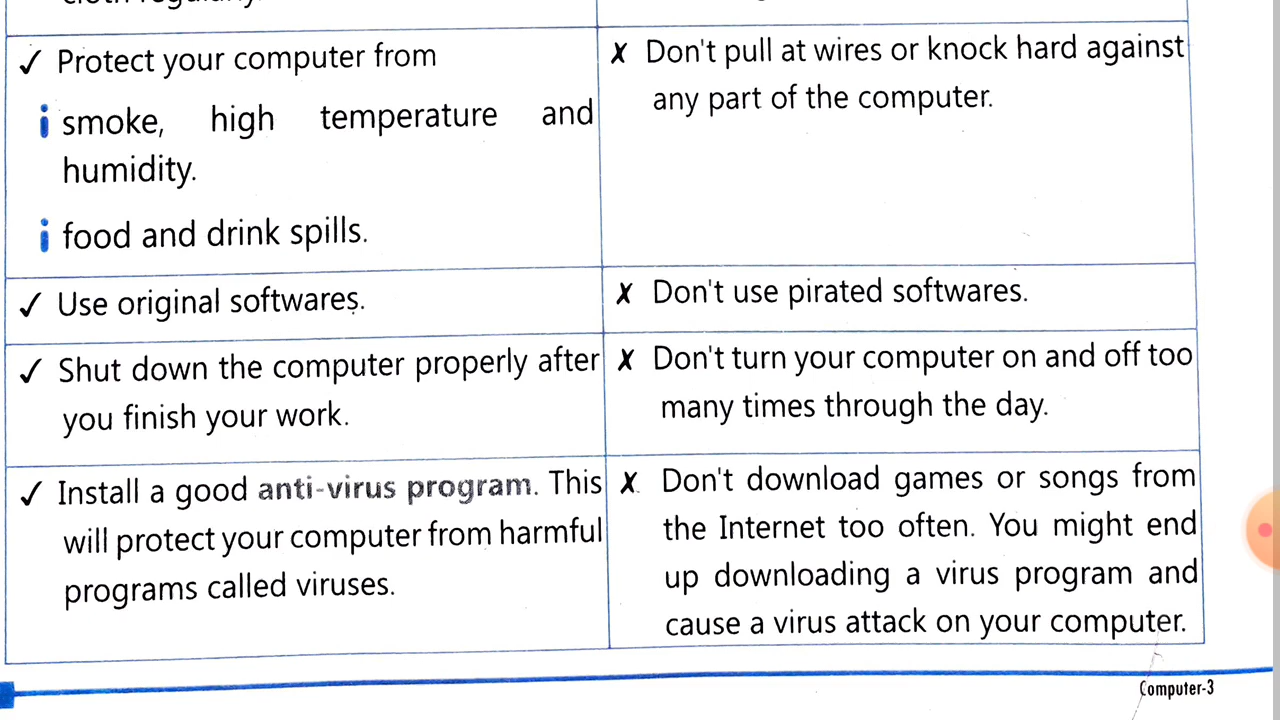 cloth regularly.
✓ Protect your computer from
smoke, high temperature and
humidity.
food and drink spills.
✗ Don't pull at wires or knock hard against
any part of the computer.
✓ Use original softwares.
✗ Don't use pirated softwares.
✓ Shut down the computer properly after
you finish your work.
✗ Don't turn your computer on and off too
many times through the day.
✓ Install a good anti-virus program. This
will protect your computer from harmful
programs called viruses.
✗ Don't download games or songs from
the Internet too often. You might end
up downloading a virus program and
cause a virus attack on your computer.
Computer-3